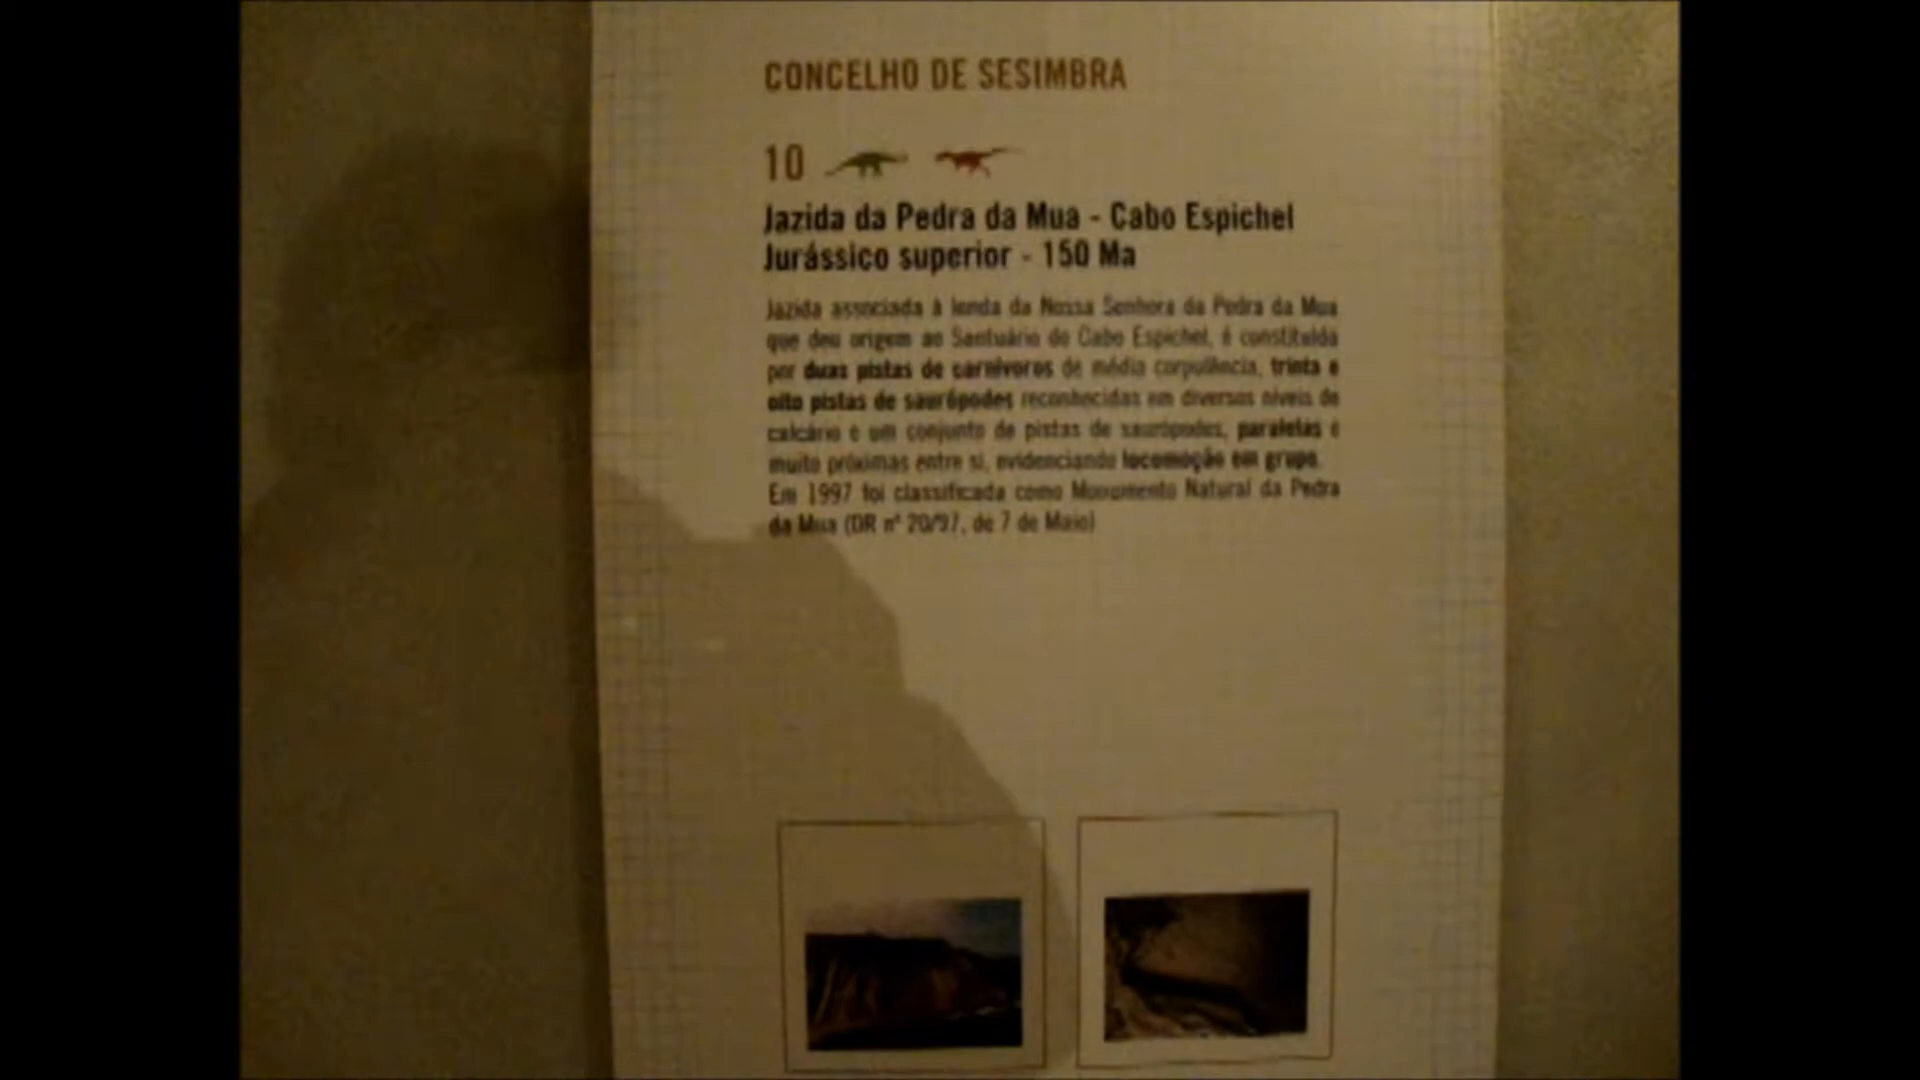 CONCELHO DE SESIMBRA
10
Jazida da Pedra da Mua - Cabo Espichel
Jurássico superior - 150 Ma
Jazida associada à lenda da Nossa Senhora da Pedra da Mua
que deu origem ao Santuário do Cabo Espichel, é constituída
por duas pistas de carnívoros de média corpulência, trinta e
oito pistas de saurópodes reconhecidas em diversos níveis de
calcário e um conjunto de pistas de saurópodes, paralelas e
muito próximas entre si, evidenciando locomoção em grupo.
Em 1997 foi classificada como Monumento Natural da Pedra
da Mua (DR nº 20/97, de 7 de Maio)